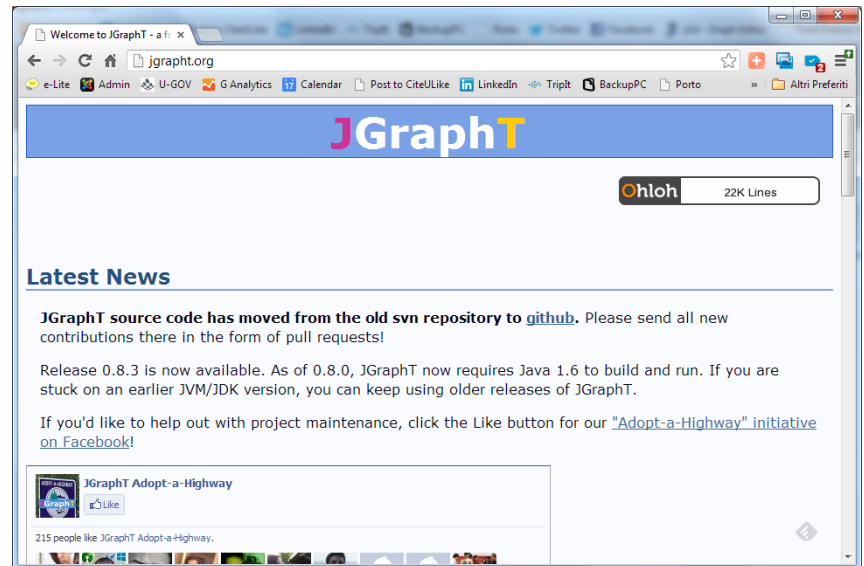 Welcome to JGraphT - a fr
jgrapht.org
2
e-Lite Admin U-GOV G Analytics 17 Calendar Post to CiteULike in LinkedIn TripIt BackupPC Porto » Altri Preferiti
JGraphT
Ohloh 22K Lines
Latest News
JGraphT source code has moved from the old svn repository to github. Please send all new
contributions there in the form of pull requests!
Release 0.8.3 is now available. As of 0.8.0, JGraphT now requires Java 1.6 to build and run. If you are
stuck on an earlier JVM/JDK version, you can keep using older releases of JGraphT.
If you'd like to help out with project maintenance, click the Like button for our "Adopt-a-Highway" initiative
on Facebook!
JGraphT Adopt-a-Highway
Like
215 people like JGraphT Adopt-a-Highway.